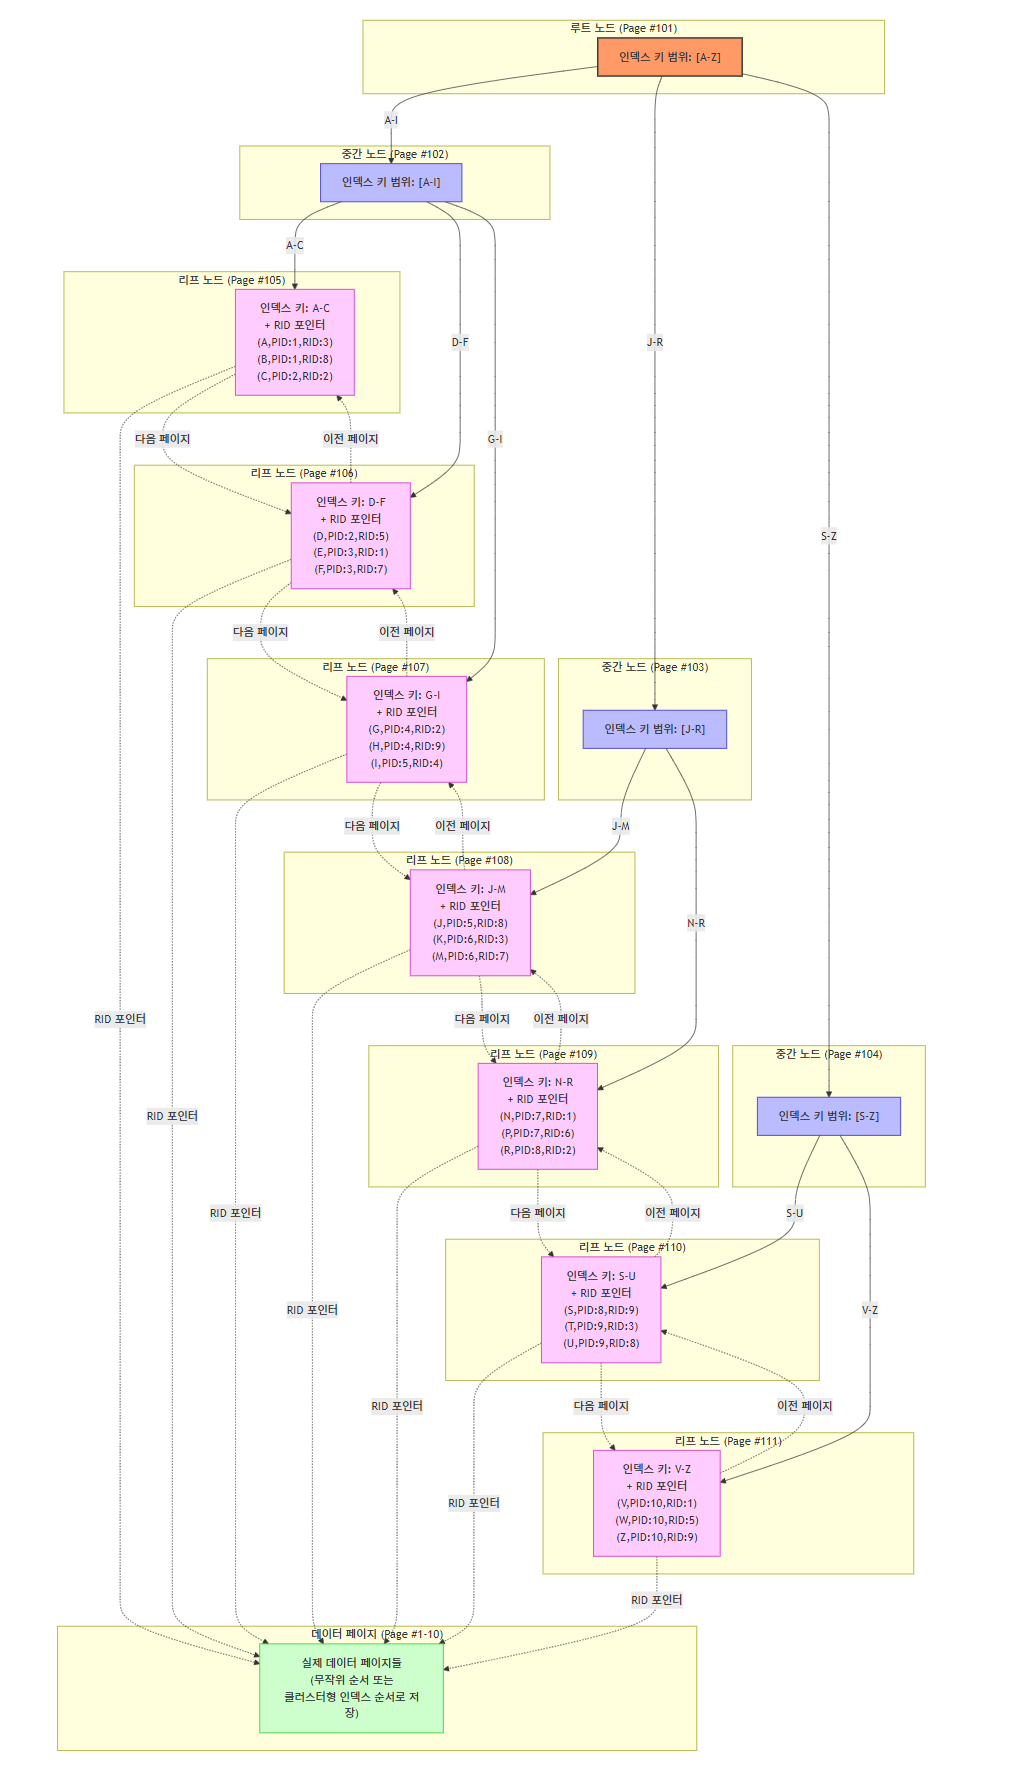 루트 노드 (Page #101)
인덱스 키 범위: [A-Z]
A-I
중간 노드 (Page #102)
인덱스 키 범위: [A-I]
A-C
리프 노드 (Page #105)
인덱스 키: A-C
+ RID 포인터
(A,PID:1,RID:3)
(B,PID:1,RID:8)
(C,PID:2,RID:2)
D-F
J-R
다음 페이지
이전 페이지
G-I
리프 노드 (Page #106)
인덱스 키: D-F
+ RID 포인터
(D,PID:2,RID:5)
(E,PID:3,RID:1)
(F,PID:3,RID:7)
S-Z
다음 페이지
이전 페이지
리프 노드 (Page #107)
인덱스 키: G-I
+ RID 포인터
(G,PID:4,RID:2)
(H,PID:4,RID:9)
(I,PID:5,RID:4)
중간 노드 (Page #103)
인덱스 키 범위: [J-R]
다음 페이지
이전 페이지
J-M
리프 노드 (Page #108)
인덱스 키: J-M
+ RID 포인터
(J,PID:5,RID:8)
(K,PID:6,RID:3)
(M,PID:6,RID:7)
N-R
RID 포인터
다음 페이지
이전 페이지
리프 노드 (Page #109)
인덱스 키: N-R
+ RID 포인터
(N,PID:7,RID:1)
(P,PID:7,RID:6)
(R,PID:8,RID:2)
중간 노드 (Page #104)
인덱스 키 범위: [S-Z]
RID 포인터
RID 포인터
다음 페이지
이전 페이지
S-U
리프 노드 (Page #110)
인덱스 키: S-U
+ RID 포인터
(S,PID:8,RID:9)
(T,PID:9,RID:3)
(U,PID:9,RID:8)
RID 포인터
V-Z
RID 포인터
다음 페이지
이전 페이지
리프 노드 (Page #111)
인덱스 키: V-Z
+ RID 포인터
(V,PID:10,RID:1)
(W,PID:10,RID:5)
(Z,PID:10,RID:9)
RID 포인터
RID 포인터
데이터 페이지 (Page #1-10)
실제 데이터 페이지들
(무작위 순서 또는
클러스터형 인덱스 순서로 저
장)